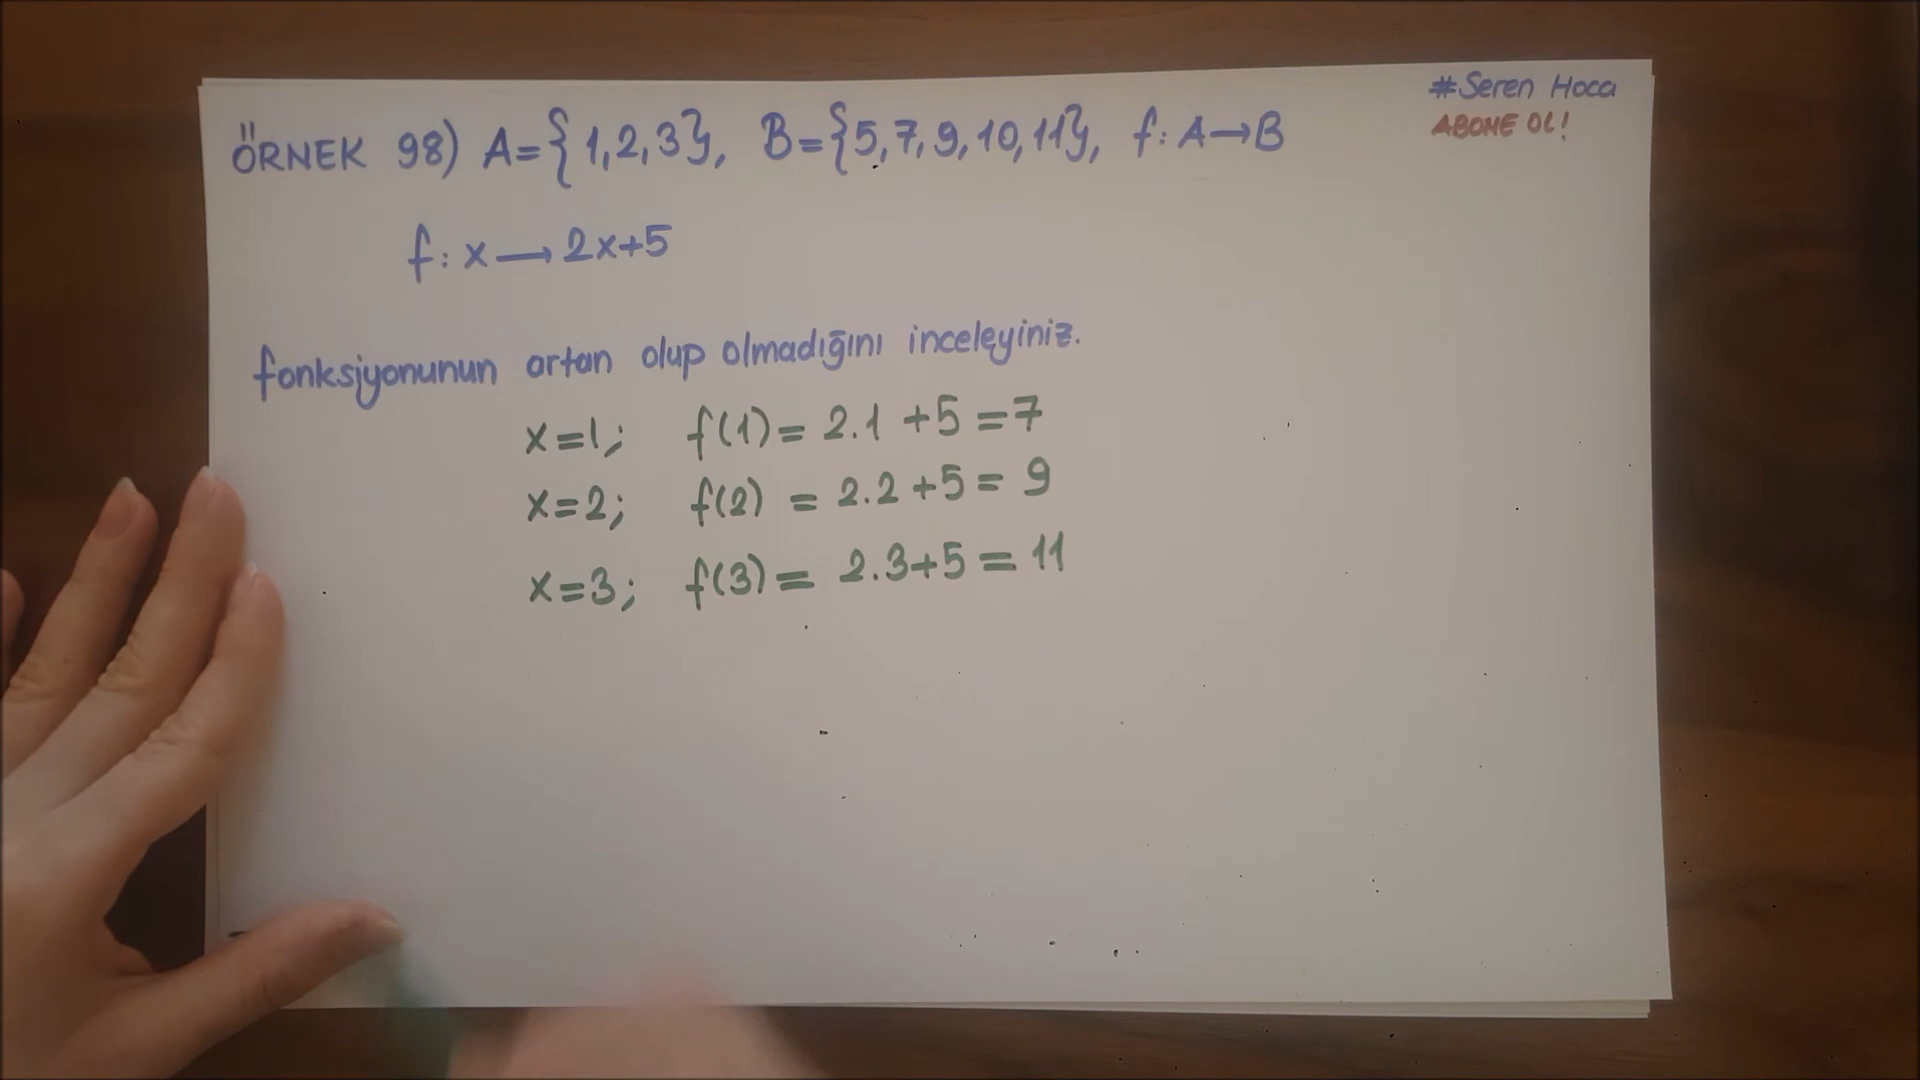 #Seren Hoca
ABONE OL!
ÖRNEK 98) A={1,2,3}, B={5,7,9,10,11}, f: A→B
f: x→2x+5
fonksiyonunun artan olup olmadığını inceleyiniz.
x=1; f(1)= 2.1 +5 =7
x=2; f(2) = 2.2 +5= 9
x=3; f(3)= 2.3+5 = 11